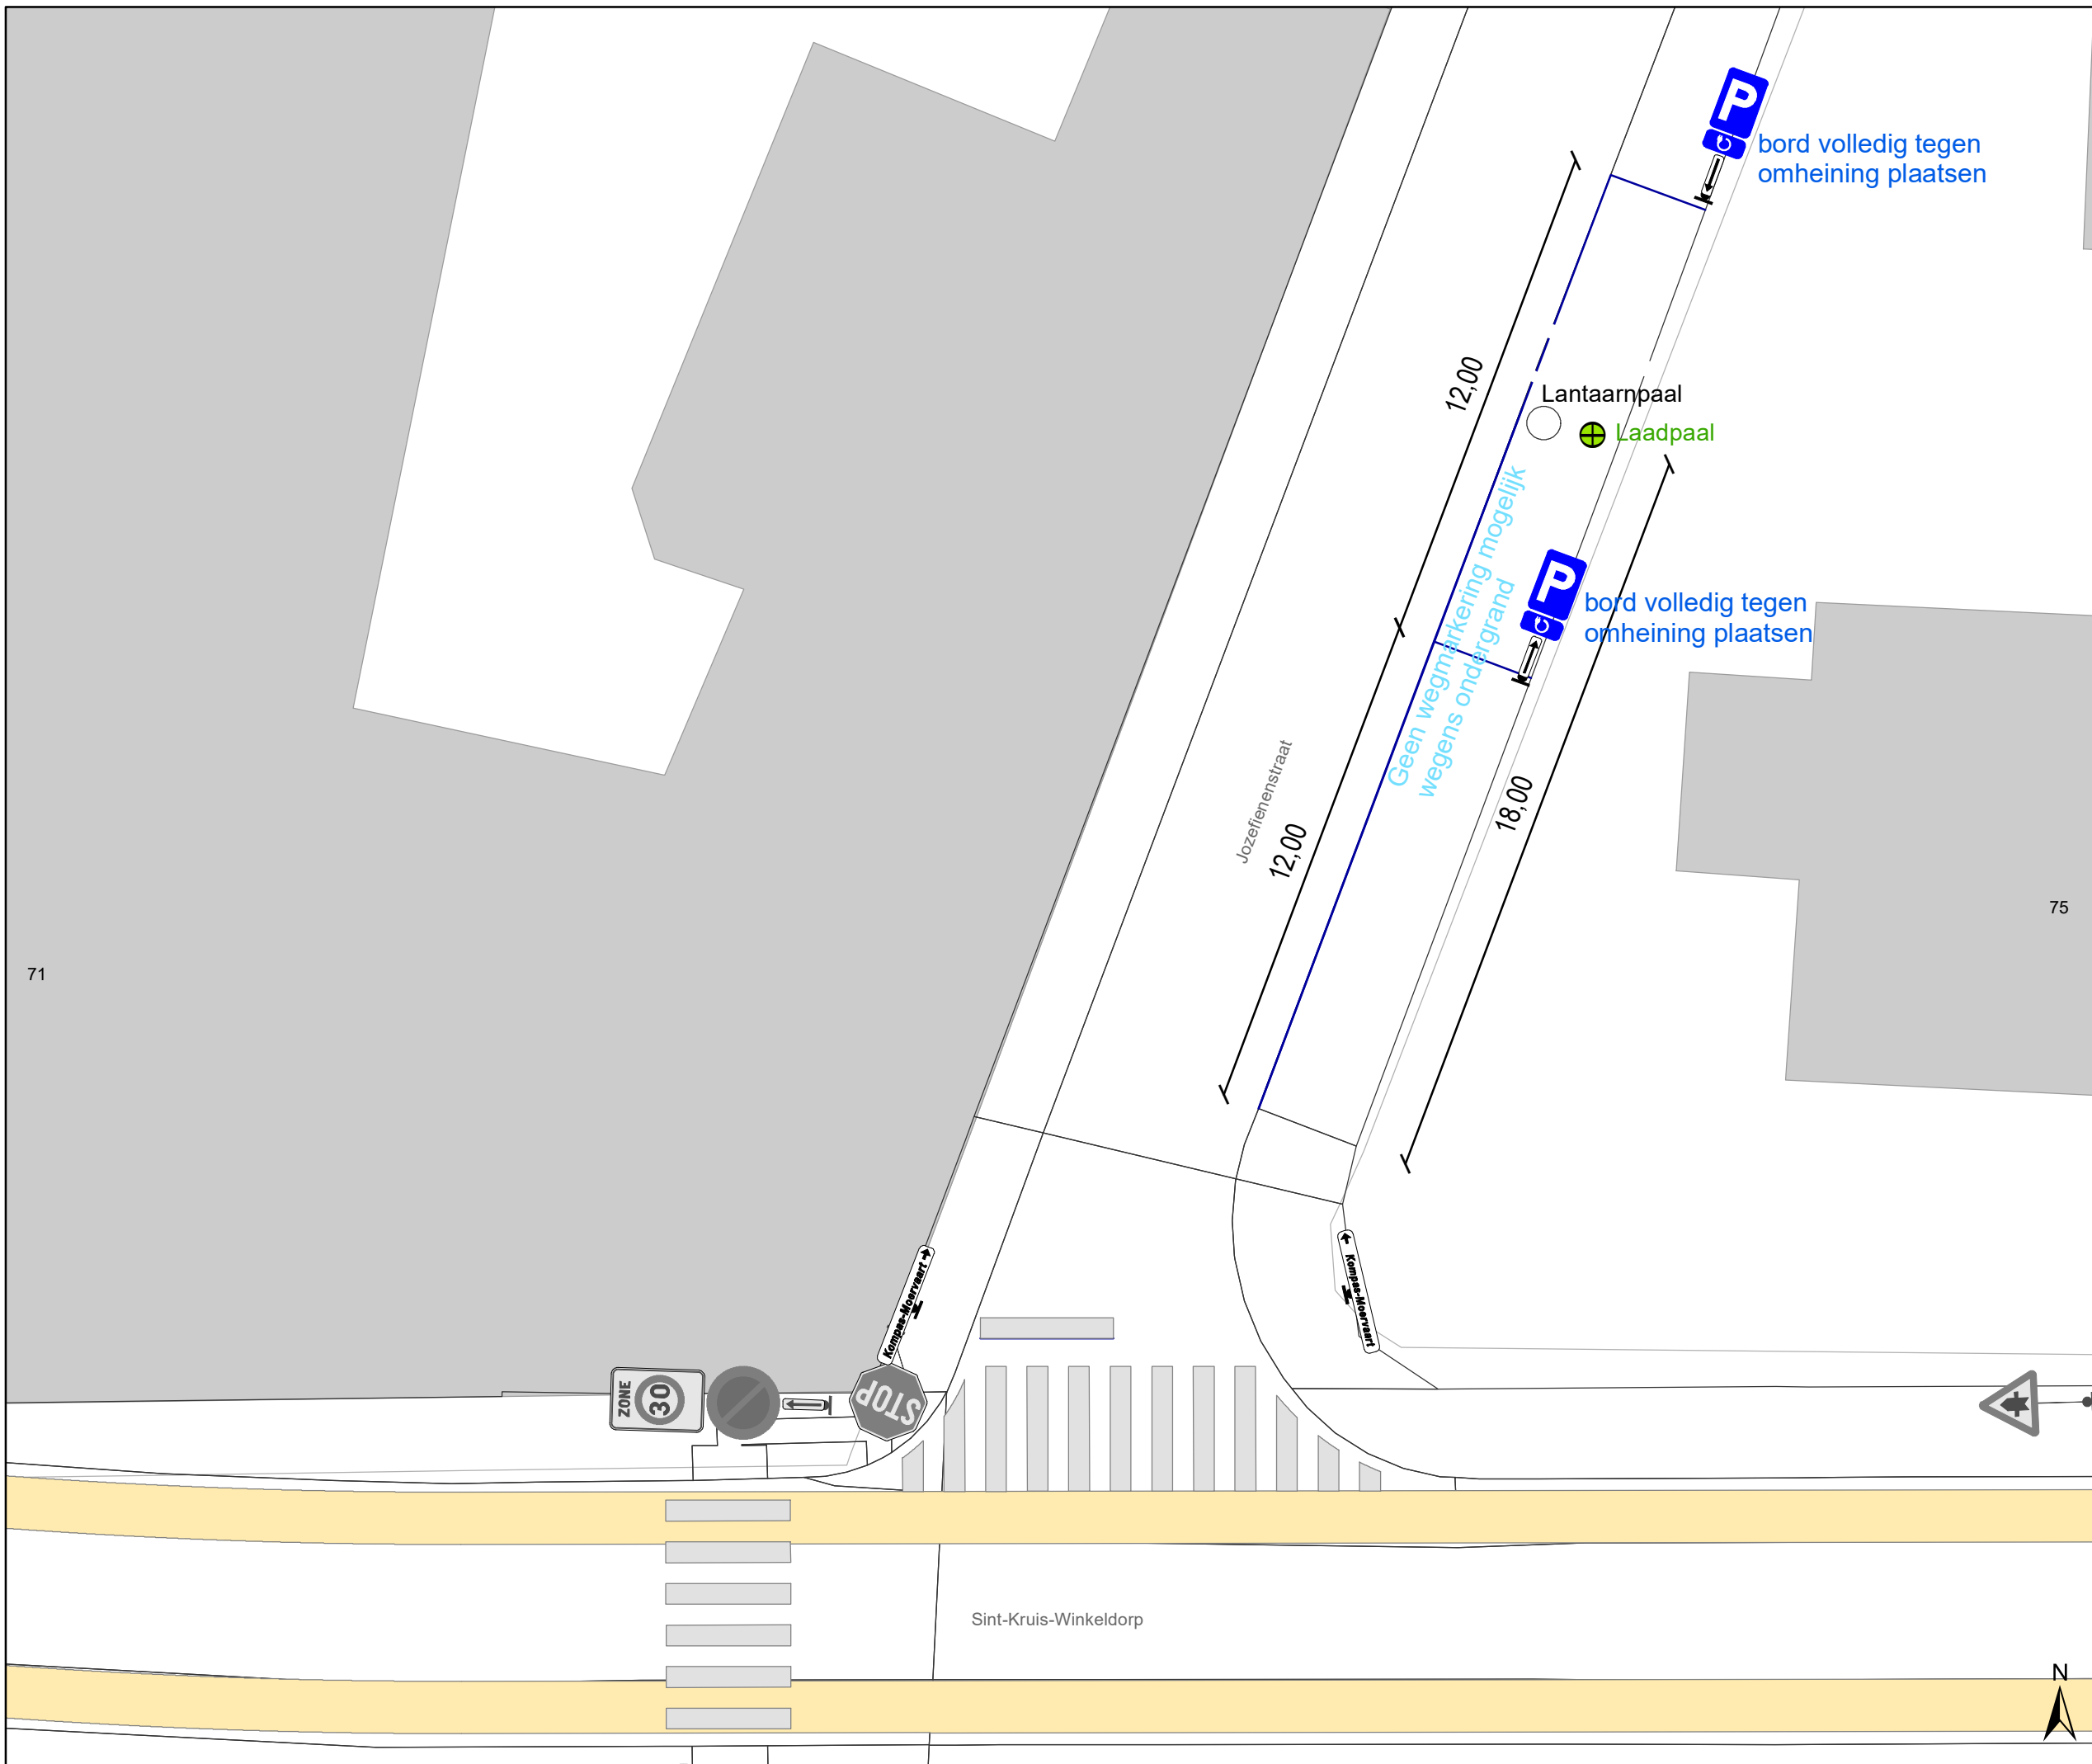 P
bord volledig tegen
omheining plaatsen
12,00
Lantaarnpaal
Laadpaal
Geen wegmarkering mogelijk
wegens ondergrand
P
bord volledig tegen
omheining plaatsen
Jozefienenstraat
12,00
18,00
75
71
Kompas-Moervaart
Kompas-Moervaart
ZONE
30
STOP
Sint-Kruis-Winkeldorp
N